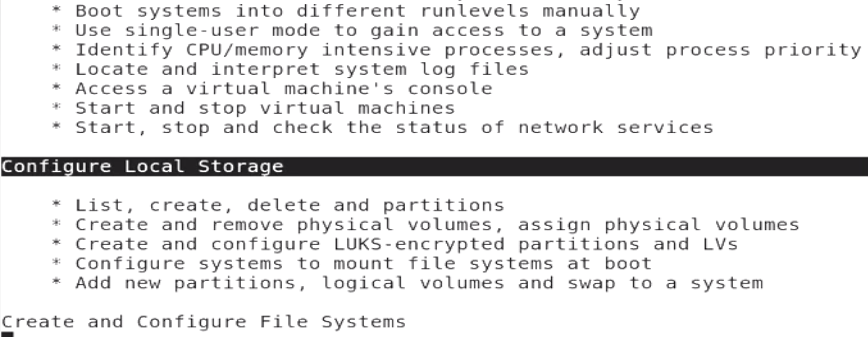 * Boot systems into different runlevels manually
* Use single-user mode to gain access to a system
* Identify CPU/memory intensive processes, adjust process priority
* Locate and interpret system log files
* Access a virtual machine's console
* Start and stop virtual machines
* Start, stop and check the status of network services
Configure Local Storage
* List, create, delete and partitions
* Create and remove physical volumes, assign physical volumes
* Create and configure LUKS-encrypted partitions and LVs
* Configure systems to mount file systems at boot
* Add new partitions, logical volumes and swap to a system
Create and Configure File Systems